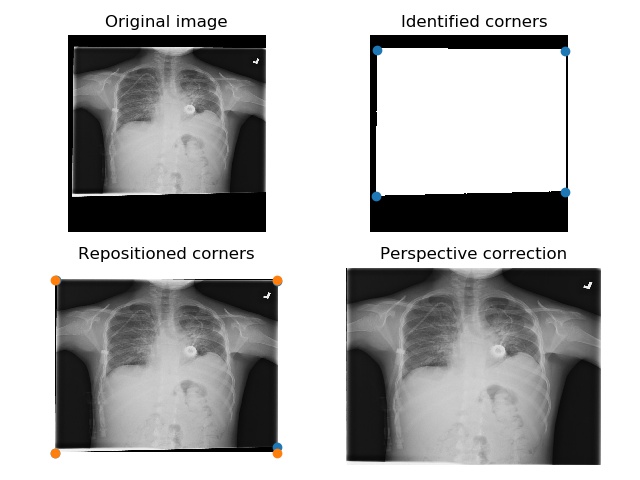 Original image
Identified corners
Repositioned corners
Perspective correction